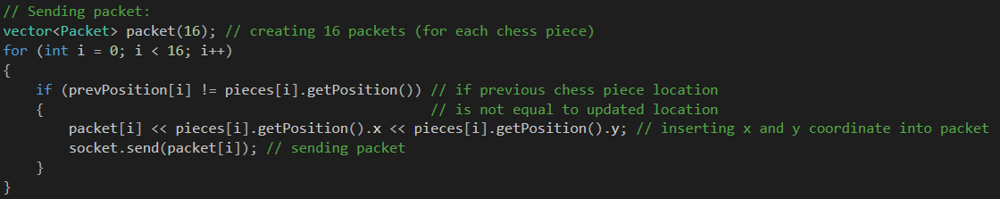 // Sending packet:
vector<Packet> packet(16); // creating 16 packets (for each chess piece)
for (int i = 0; i < 16; i++)
{
    if (prevPosition[i] != pieces[i].getPosition()) // if previous chess piece location
    {                                               // is not equal to updated location
        packet[i] << pieces[i].getPosition().x << pieces[i].getPosition().y; // inserting x and y coordinate into packet
        socket.send(packet[i]); // sending packet
    }
}